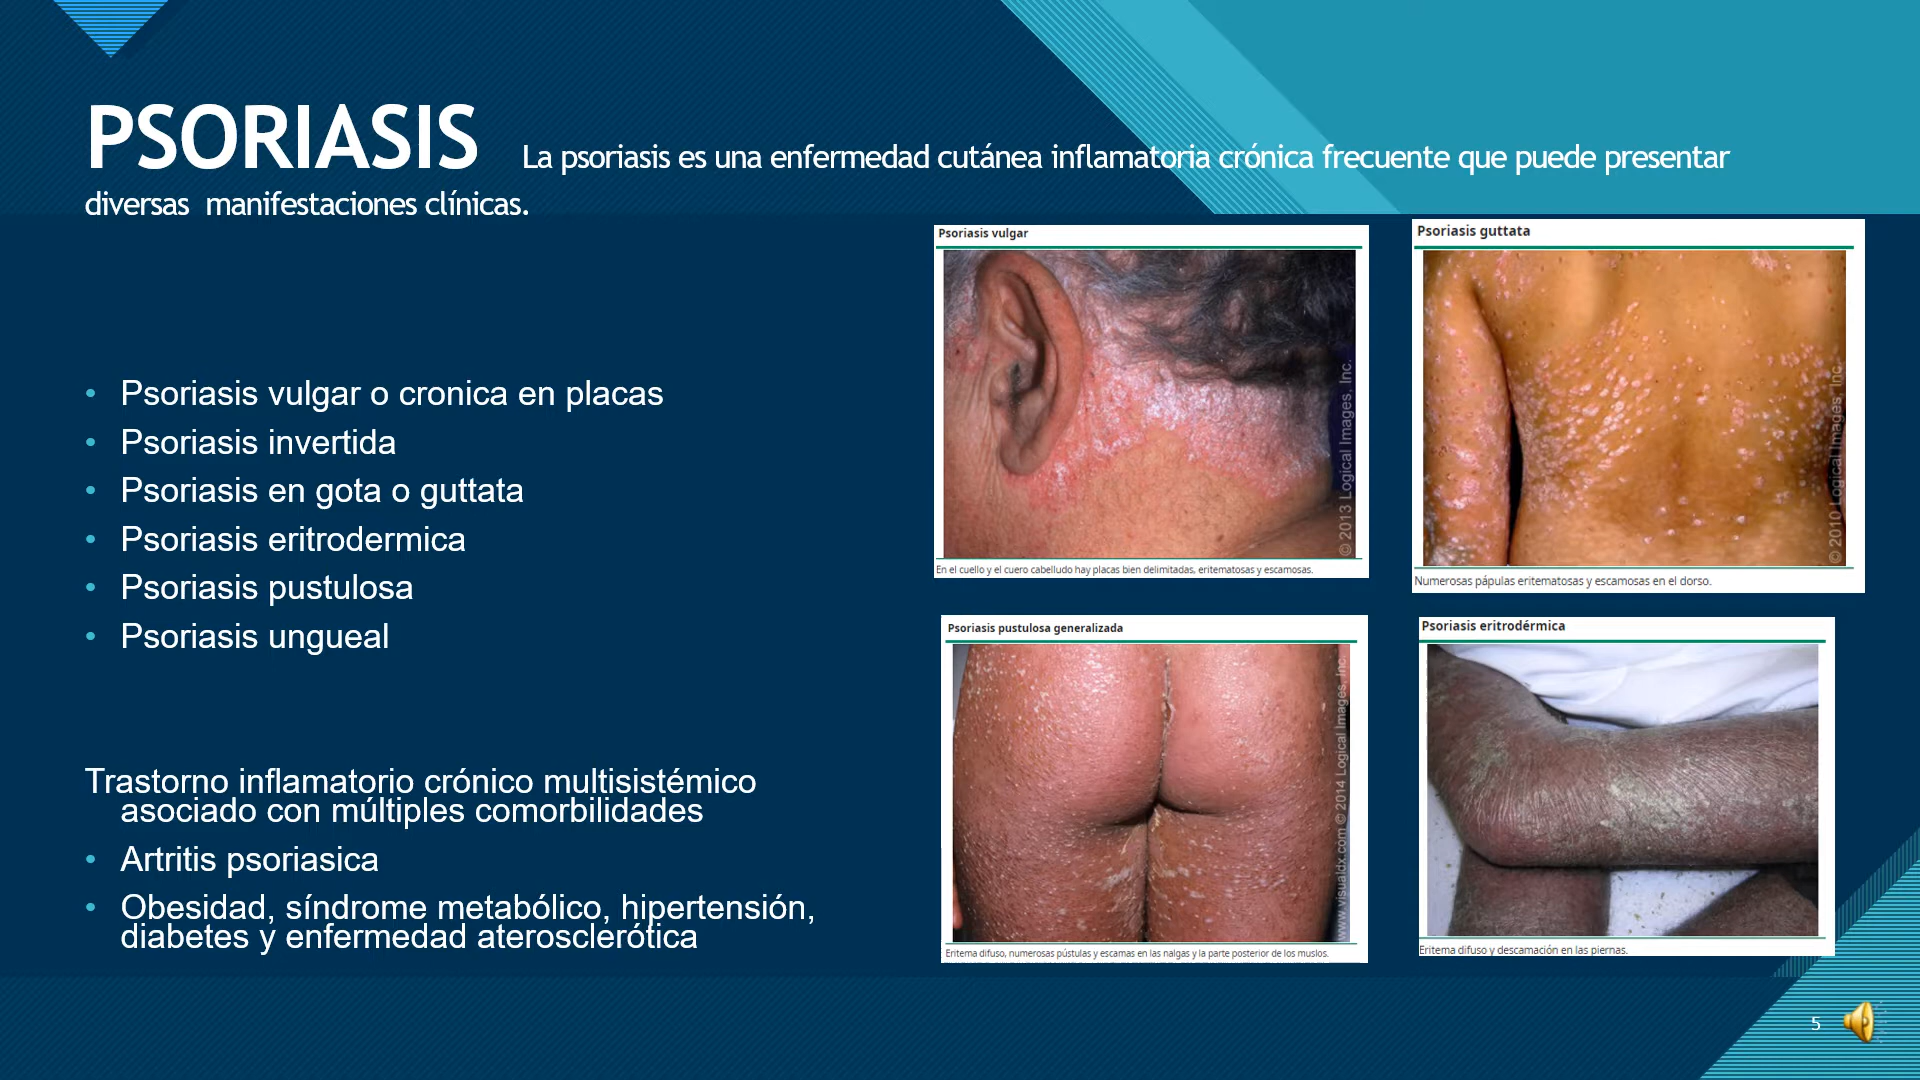 PSORIASIS La psoriasis es una enfermedad cutánea inflamatoria crónica frecuente que puede presentar
diversas manifestaciones clínicas.
Psoriasis vulgar o cronica en placas
Psoriasis invertida
Psoriasis en gota o guttata
Psoriasis eritrodermica
Psoriasis pustulosa
Psoriasis ungueal
Trastorno inflamatorio crónico multisistémico
asociado con múltiples comorbilidades
Artritis psoriasica
Obesidad, síndrome metabólico, hipertensión,
diabetes y enfermedad aterosclerótica
Psoriasis vulgar
© 2013 Logical Images, Inc.
En el cuello y el cuero cabelludo hay placas bien delimitadas, eritematosas y escamosas.
Psoriasis guttata
© 2010 Logical Images, Inc.
Numerosas pápulas eritematosas y escamosas en el dorso.
Psoriasis pustulosa generalizada
www.visualdx.com © 2014 Logical Images, Inc.
Eritema difuso, numerosas pústulas y escamas en las nalgas y la parte posterior de los muslos.
Psoriasis eritrodérmica
Eritema difuso y descamación en las piernas.
5